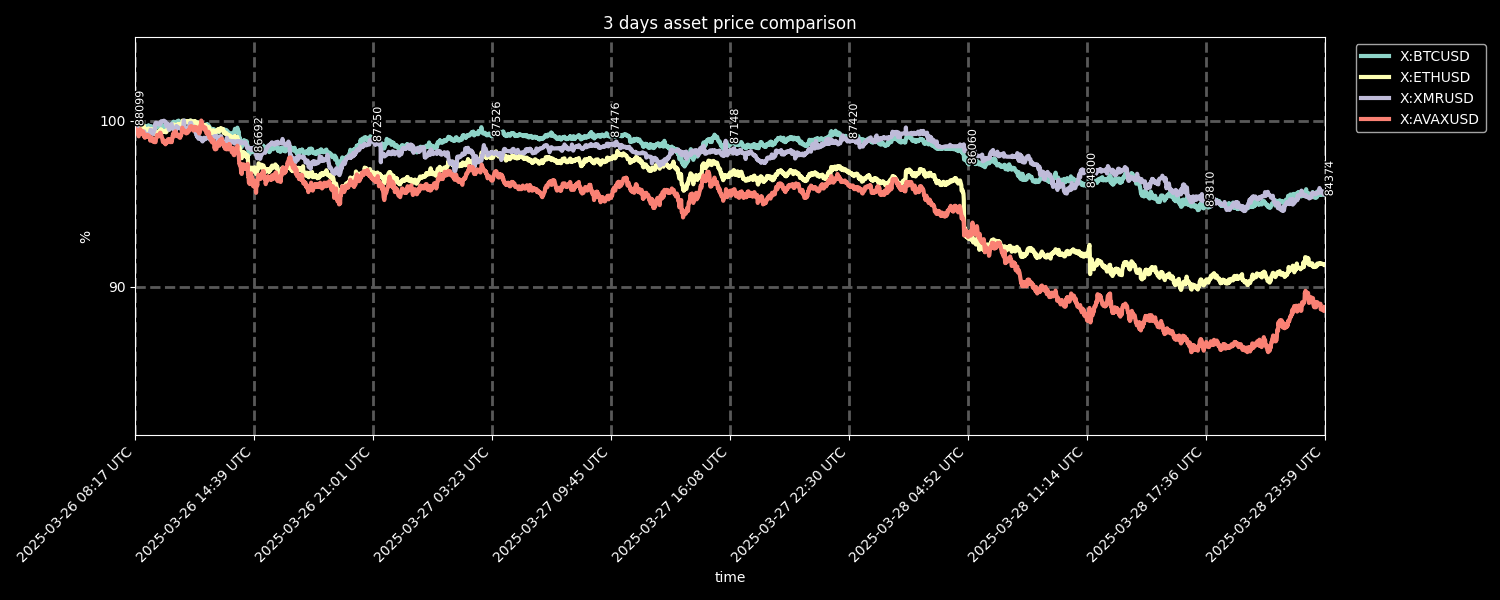 3 days asset price comparison
X:BTCUSD
X:ETHUSD
X:XMRUSD
X:AVAXUSD
100
90
%
88099
86692
87250
87526
87476
87148
87420
86060
84800
83810
84374
2025-03-26 08:17 UTC
2025-03-26 14:39 UTC
2025-03-26 21:01 UTC
2025-03-27 03:23 UTC
2025-03-27 09:45 UTC
2025-03-27 16:08 UTC
2025-03-27 22:30 UTC
2025-03-28 04:52 UTC
2025-03-28 11:14 UTC
2025-03-28 17:36 UTC
2025-03-28 23:59 UTC
time